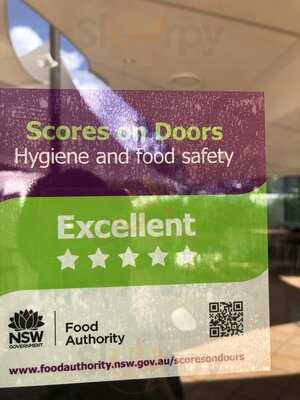 Scores on Doors
Hygiene and food safety
Excellent
NSW
GOVERNMENT
Food
Authority
www.foodauthority.nsw.gov.au/scoresondoors